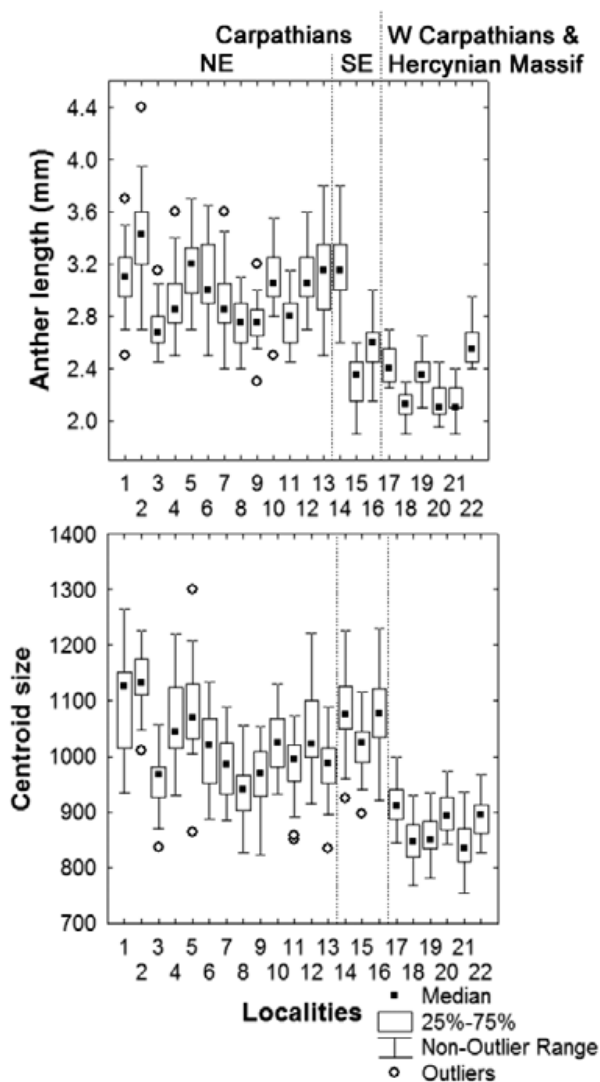 Carpathians W Carpathians &
NE SE Hercynian Massif
Anther length (mm)
4.4
4.0
3.6
3.2
2.8
2.4
2.0
1 3 5 7 9 11 13 15 17 19 21
2 4 6 8 10 12 14 16 18 20 22
Centroid size
1400
1300
1200
1100
1000
900
800
700
1 3 5 7 9 11 13 15 17 19 21
2 4 6 8 10 12 14 16 18 20 22
Localities
Median
25%-75%
Non-Outlier Range
Outliers